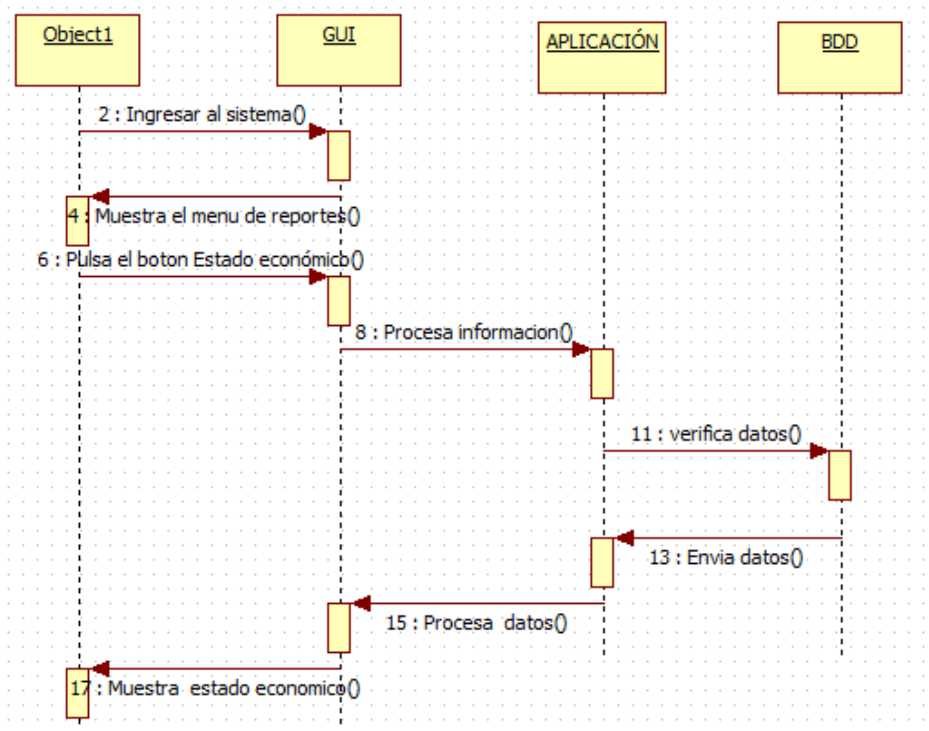 Object1
GUI
APLICACIÓN
BDD
2 : Ingresar al sistema()
4 : Muestra el menu de reportes()
6 : Pulsa el boton Estado económico()
8 : Procesa informacion()
11 : verifica datos()
13 : Envia datos()
15 : Procesa  datos()
17 : Muestra  estado economico()